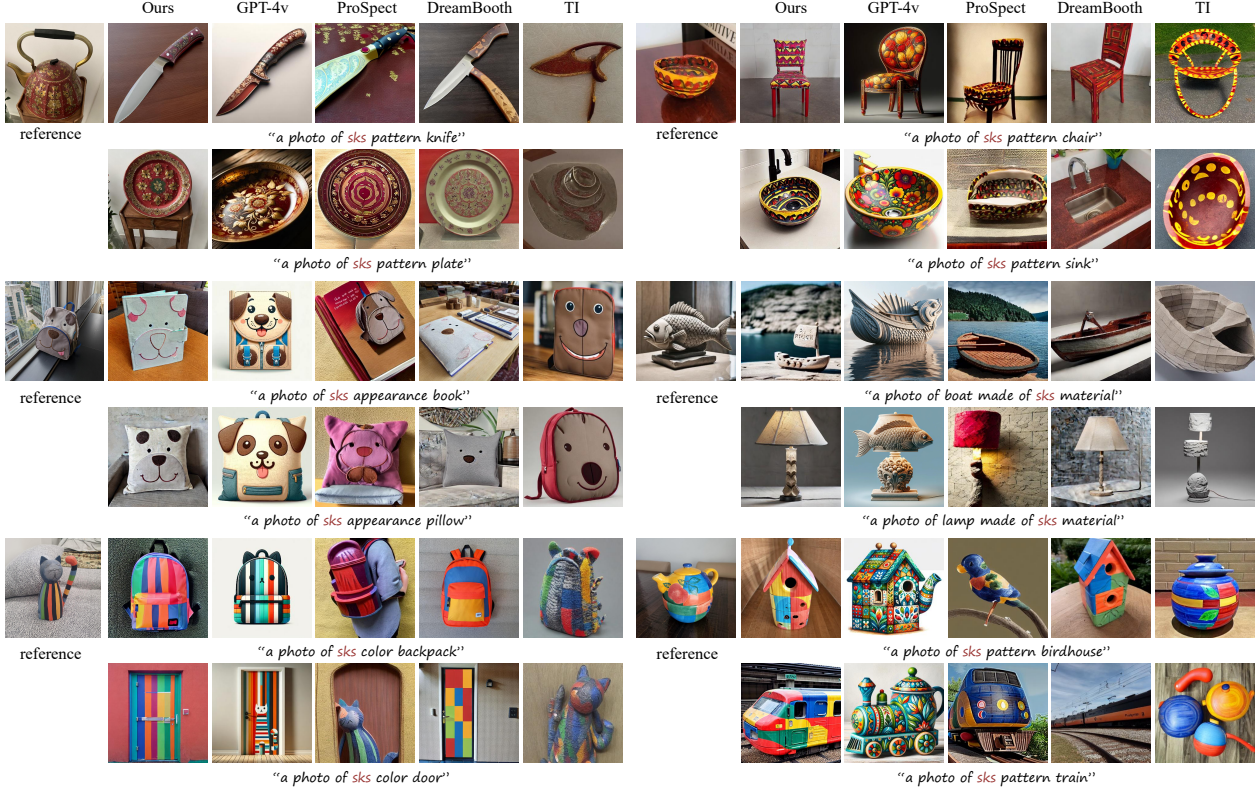 Ours GPT-4v ProSpect DreamBooth TI Ours GPT-4v ProSpect DreamBooth TI
reference "a photo of sks pattern knife" reference "a photo of sks pattern chair"
"a photo of sks pattern plate" "a photo of sks pattern sink"
reference "a photo of sks appearance book" reference "a photo of boat made of sks material"
"a photo of sks appearance pillow" "a photo of lamp made of sks material"
reference "a photo of sks color backpack" reference "a photo of sks pattern birdhouse"
"a photo of sks color door" "a photo of sks pattern train"